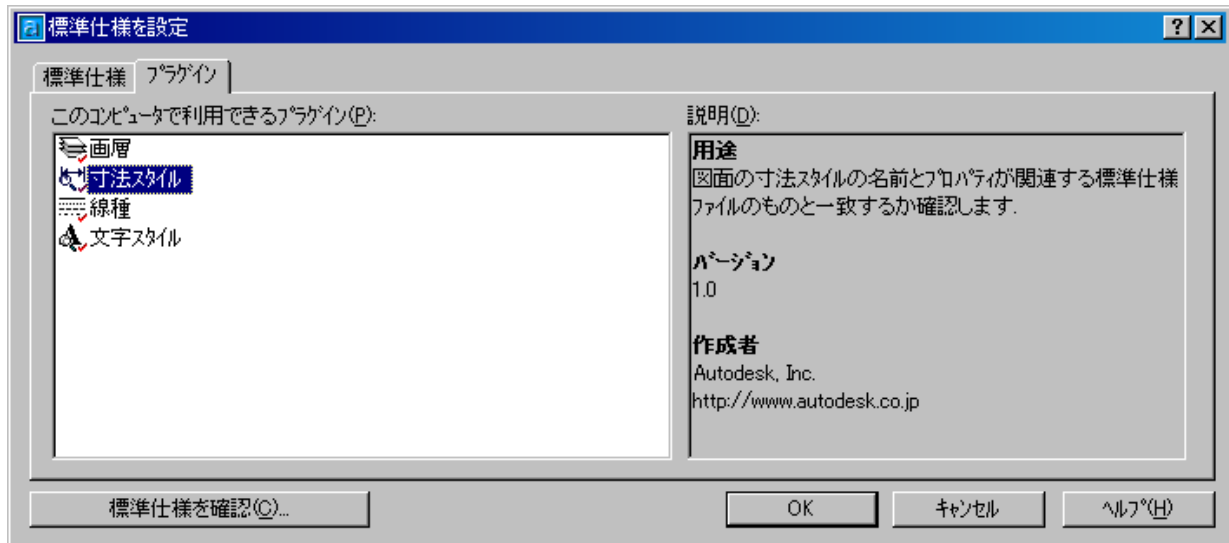 標準仕様を設定
標準仕様 プラグイン
このコンピュータで利用できるプラグイン(P):
画層
寸法スタイル
線種
文字スタイル
説明(D):
用途
図面の寸法スタイルの名前とプロパティが関連する標準仕様
ファイルのものと一致するか確認します.
バージョン
1.0
作成者
Autodesk, Inc.
http://www.autodesk.co.jp
標準仕様を確認(C)...
OK キャンセル ヘルプ(H)